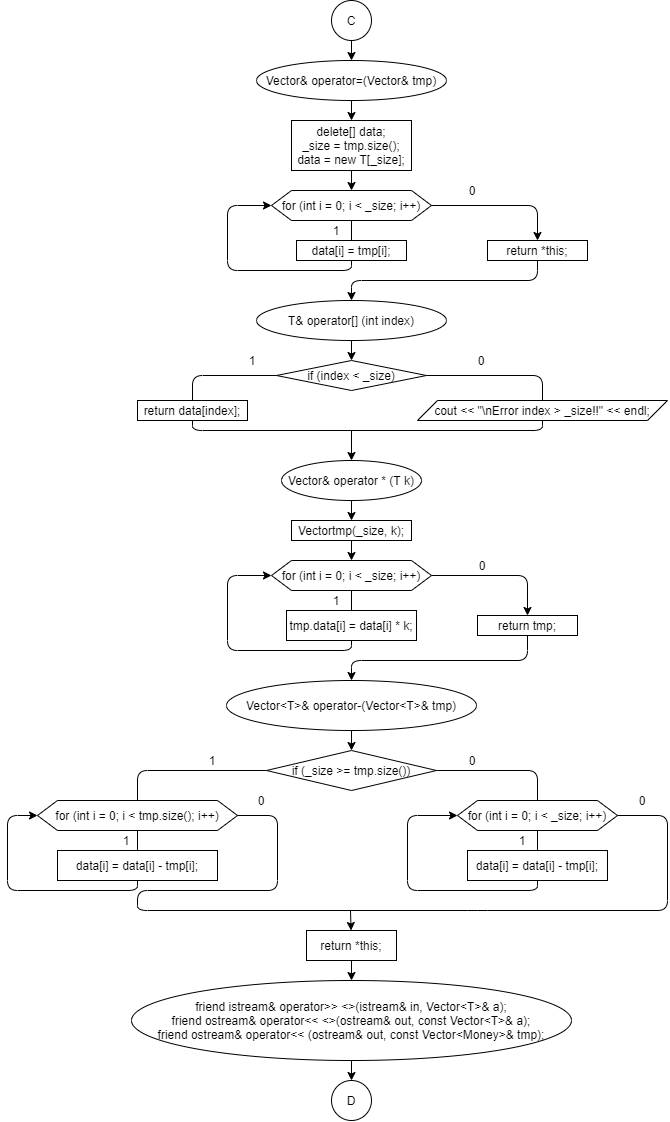 C
Vector& operator=(Vector& tmp)
delete[] data;
_size = tmp.size();
data = new T[_size];
for (int i = 0; i < _size; i++)
0
1
data[i] = tmp[i];
return *this;
T& operator[] (int index)
1
if (index < _size)
0
return data[index];
cout << "\nError index > _size!!" << endl;
Vector& operator * (T k)
Vectortmp(_size, k);
for (int i = 0; i < _size; i++)
0
1
tmp.data[i] = data[i] * k;
return tmp;
Vector<T>& operator-(Vector<T>& tmp)
1
if (_size >= tmp.size())
0
for (int i = 0; i < tmp.size(); i++)
0
for (int i = 0; i < _size; i++)
0
1
1
data[i] = data[i] - tmp[i];
data[i] = data[i] - tmp[i];
return *this;
friend istream& operator>> <>(istream& in, Vector<T>& a);
friend ostream& operator<< <>(ostream& out, const Vector<T>& a);
friend ostream& operator<< (ostream& out, const Vector<Money>& tmp);
D